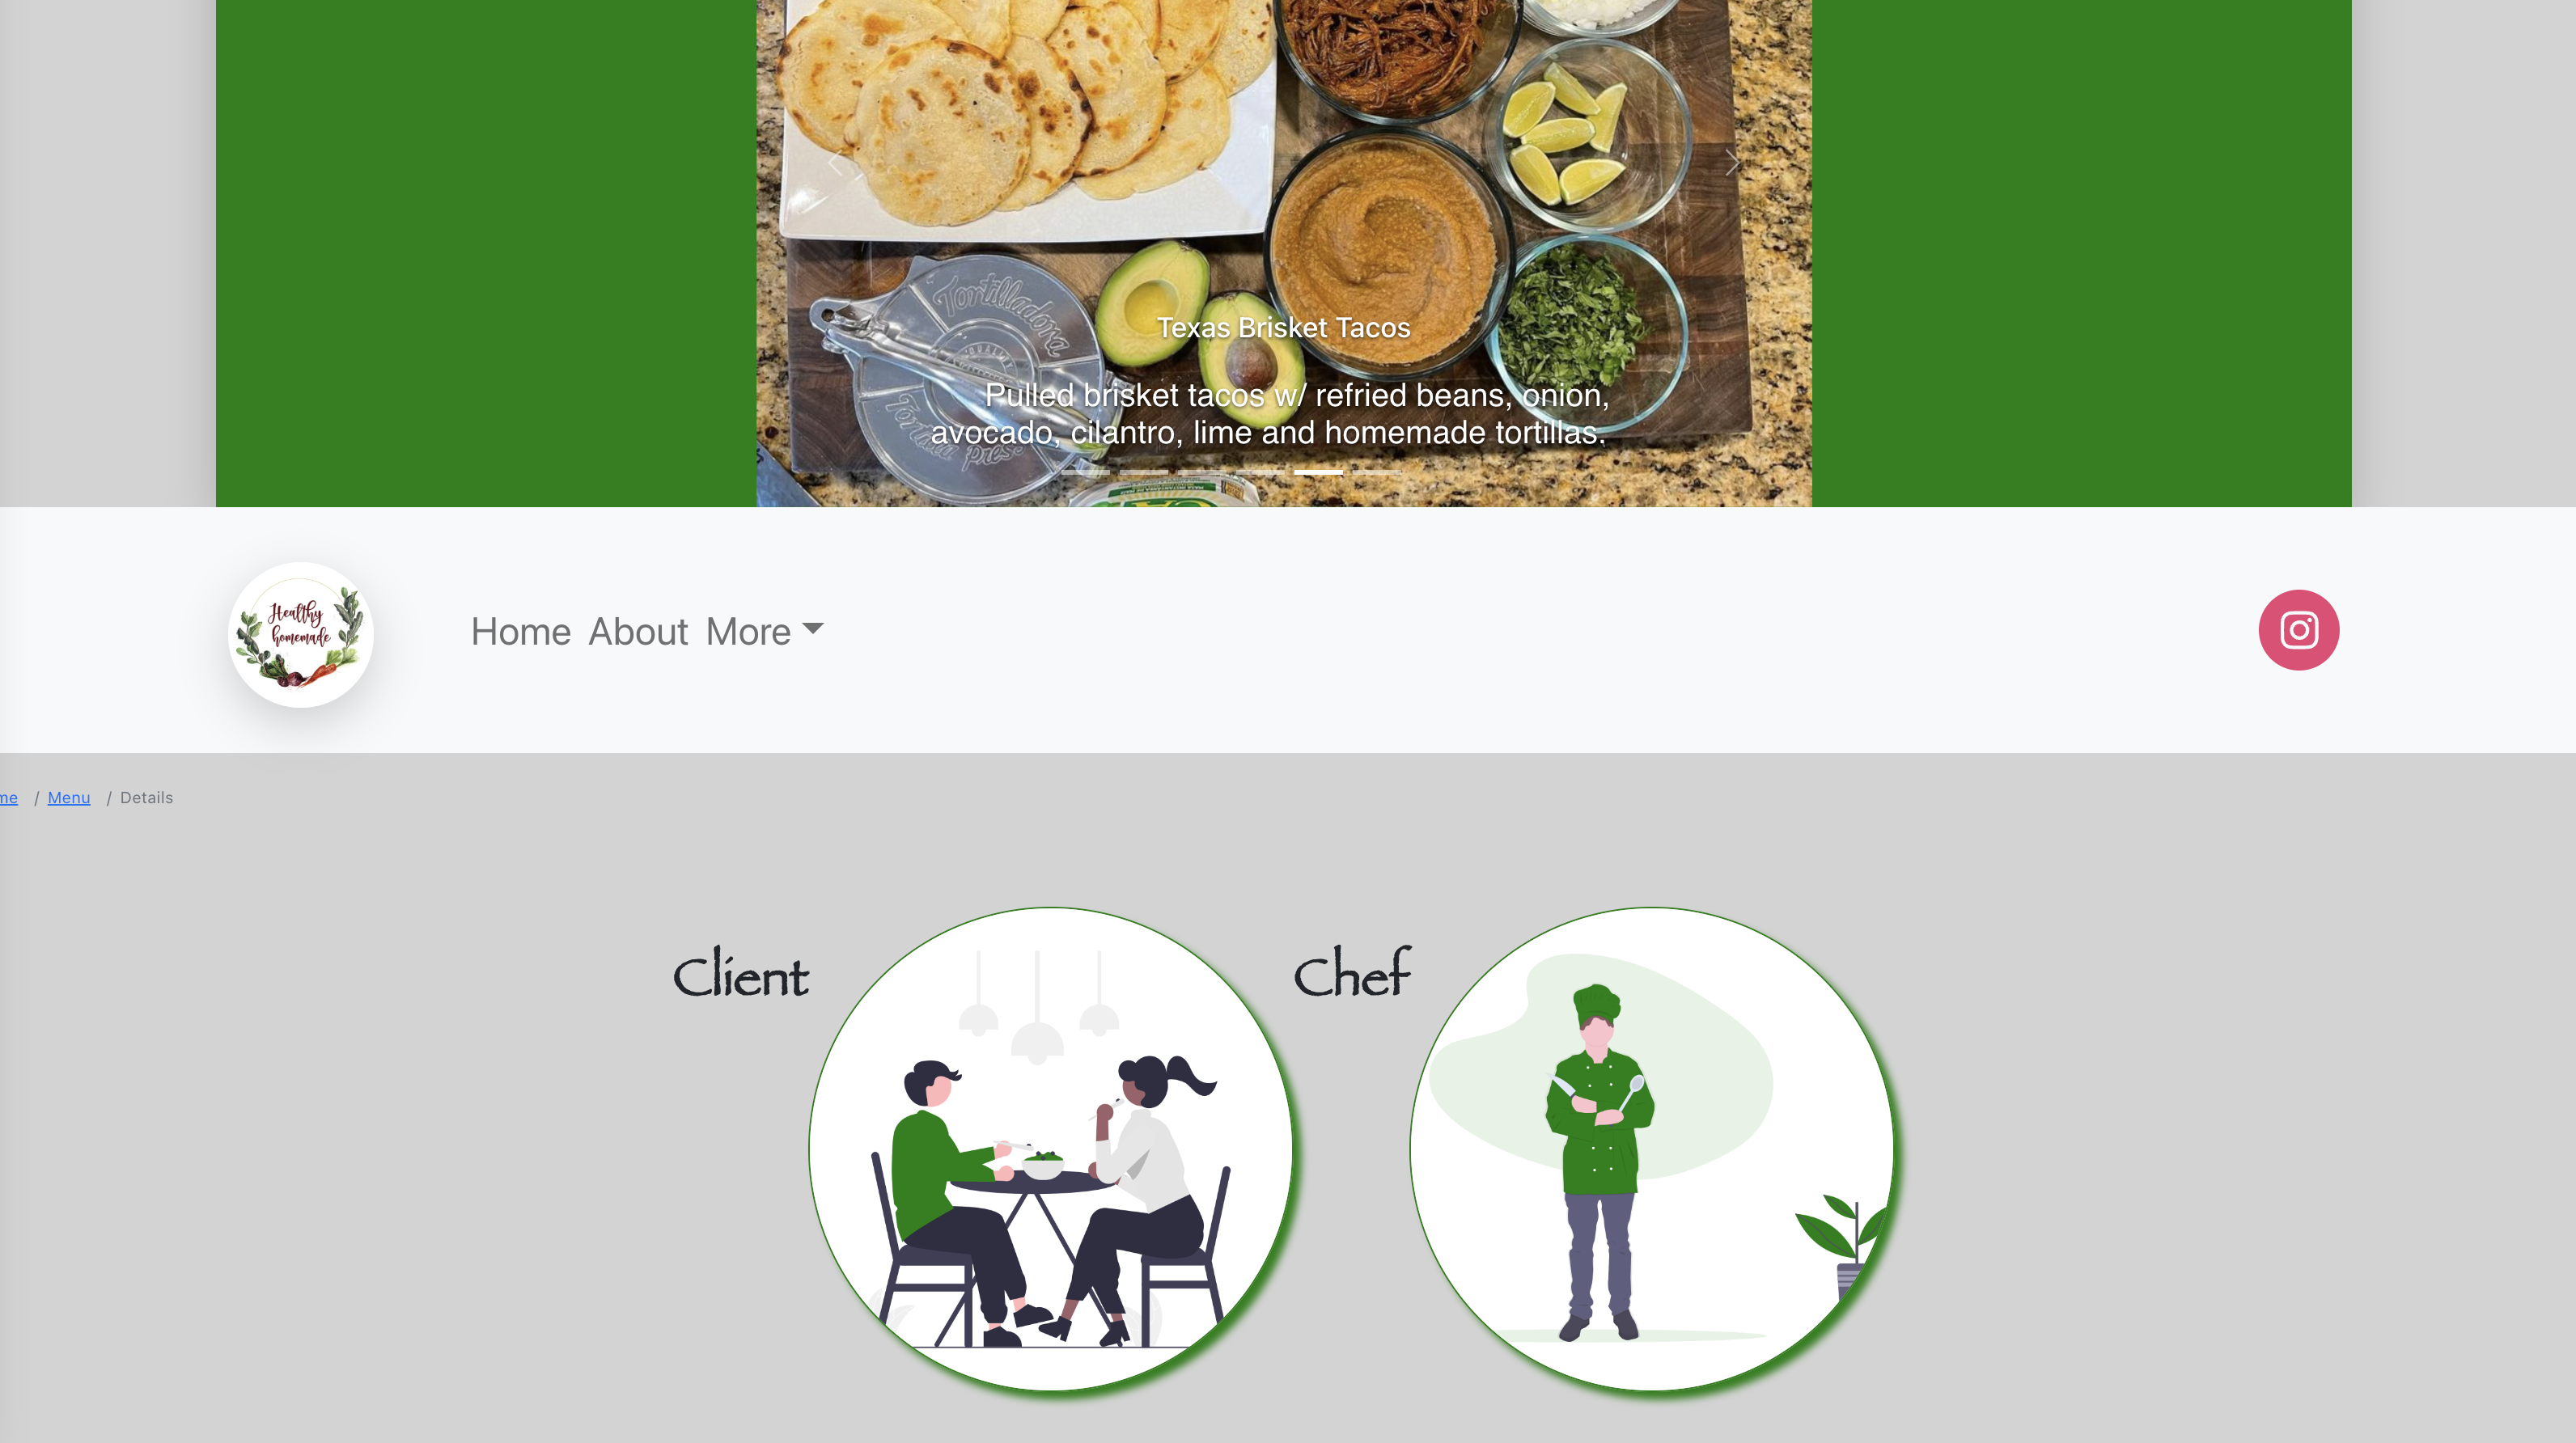 Tortilladora
Tortilla press
Texas Brisket Tacos
Pulled brisket tacos w/ refried beans, onion,
avocado, cilantro, lime and homemade tortillas.
Healthy
homemade
Home About More
me / Menu / Details
Client
Chef